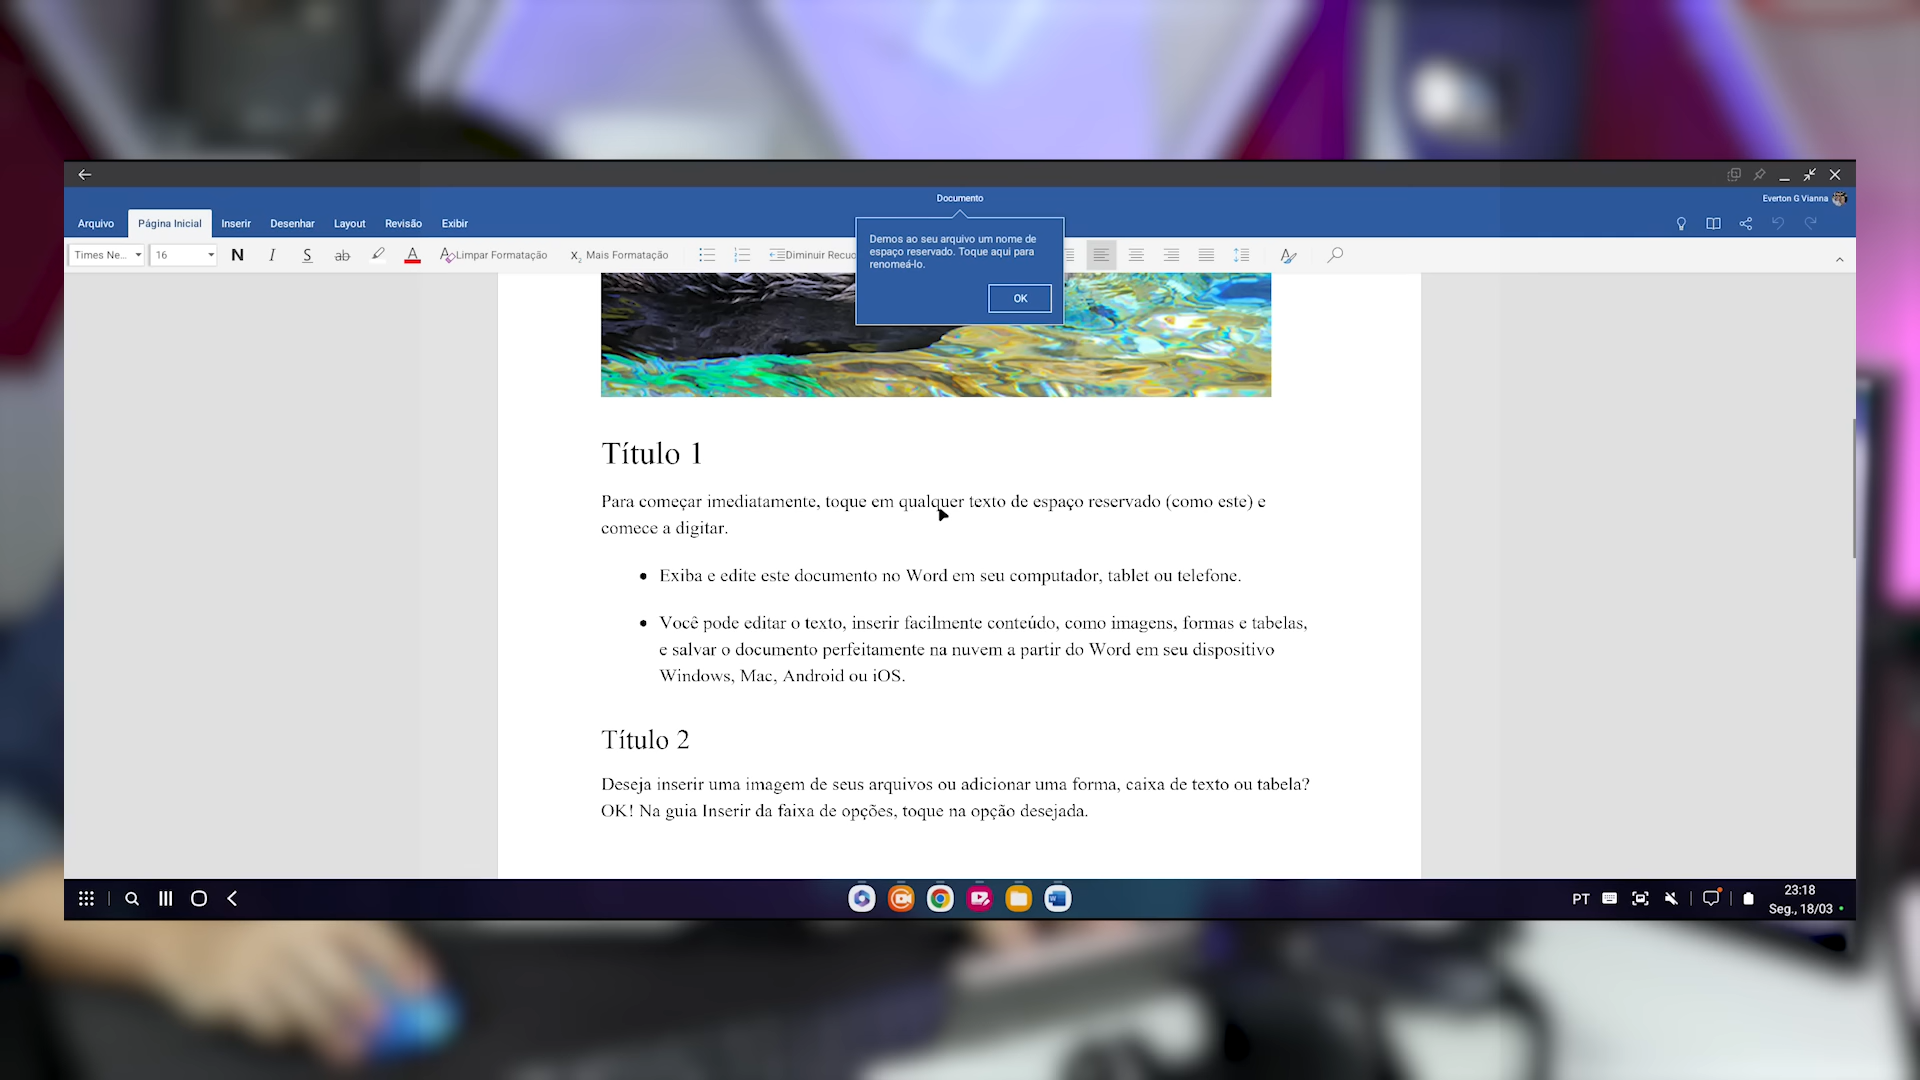 Documento
Everton G Vianna
Arquivo Página Inicial Inserir Desenhar Layout Revisão Exibir
Times Ne... 16 N I S ab A Limpar Formatação X₂ Mais Formatação Diminuir Recuo
Demos ao seu arquivo um nome de
espaço reservado. Toque aqui para
renomeá-lo.
OK
Título 1
Para começar imediatamente, toque em qualquer texto de espaço reservado (como este) e
comece a digitar.
• Exiba e edite este documento no Word em seu computador, tablet ou telefone.
• Você pode editar o texto, inserir facilmente conteúdo, como imagens, formas e tabelas,
e salvar o documento perfeitamente na nuvem a partir do Word em seu dispositivo
Windows, Mac, Android ou iOS.
Título 2
Deseja inserir uma imagem de seus arquivos ou adicionar uma forma, caixa de texto ou tabela?
OK! Na guia Inserir da faixa de opções, toque na opção desejada.
PT
23:18
Seg., 18/03